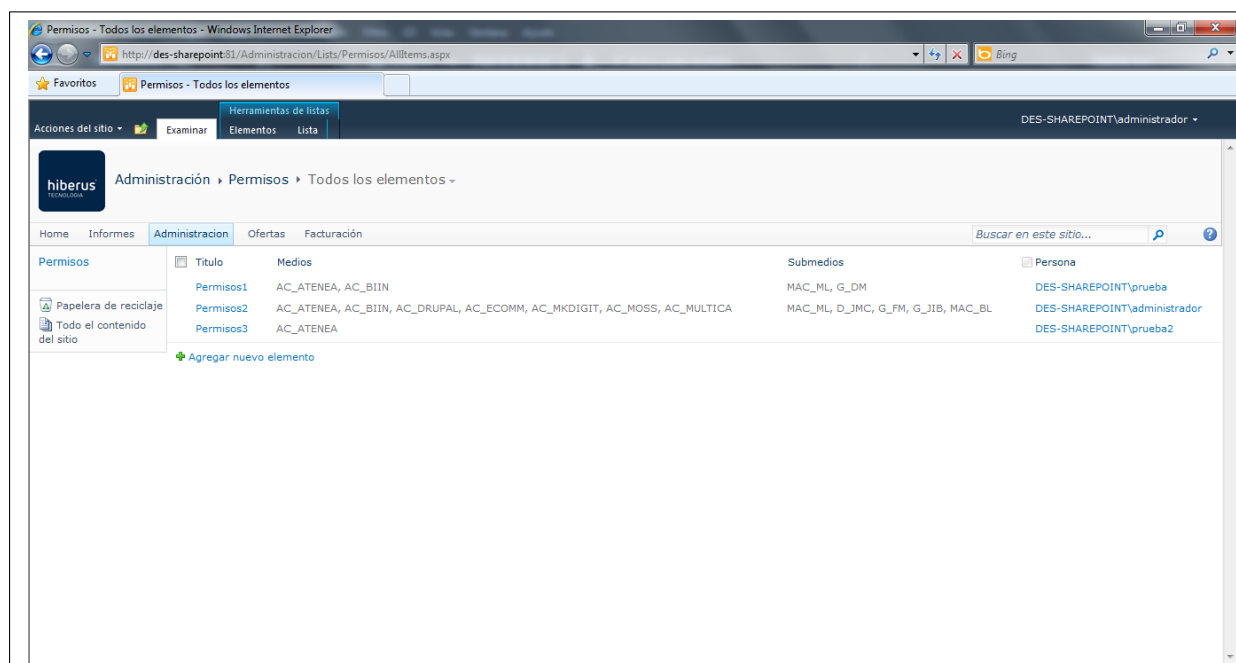 Permisos - Todos los elementos - Windows Internet Explorer
http://des-sharepoint:81/Administracion/Lists/Permisos/AllItems.aspx
Bing
Favoritos
Permisos - Todos los elementos
Herramientas de listas
Acciones del sitio
Examinar
Elementos
Lista
DES-SHAREPOINT\administrador
hiberus
TECNOLOGIA
Administración
Permisos
Todos los elementos
Home
Informes
Administracion
Ofertas
Facturación
Buscar en este sitio...
Permisos
Papelera de reciclaje
Todo el contenido
del sitio
Titulo Medios Submedios Persona
Permisos1 AC_ATENEA, AC_BIIN MAC_ML, G_DM DES-SHAREPOINT\prueba
Permisos2 AC_ATENEA, AC_BIIN, AC_DRUPAL, AC_ECOMM, AC_MKDIGIT, AC_MOSS, AC_MULTICA MAC_ML, D_JMC, G_FM, G_JIB, MAC_BL DES-SHAREPOINT\administrador
Permisos3 AC_ATENEA DES-SHAREPOINT\prueba2
Agregar nuevo elemento